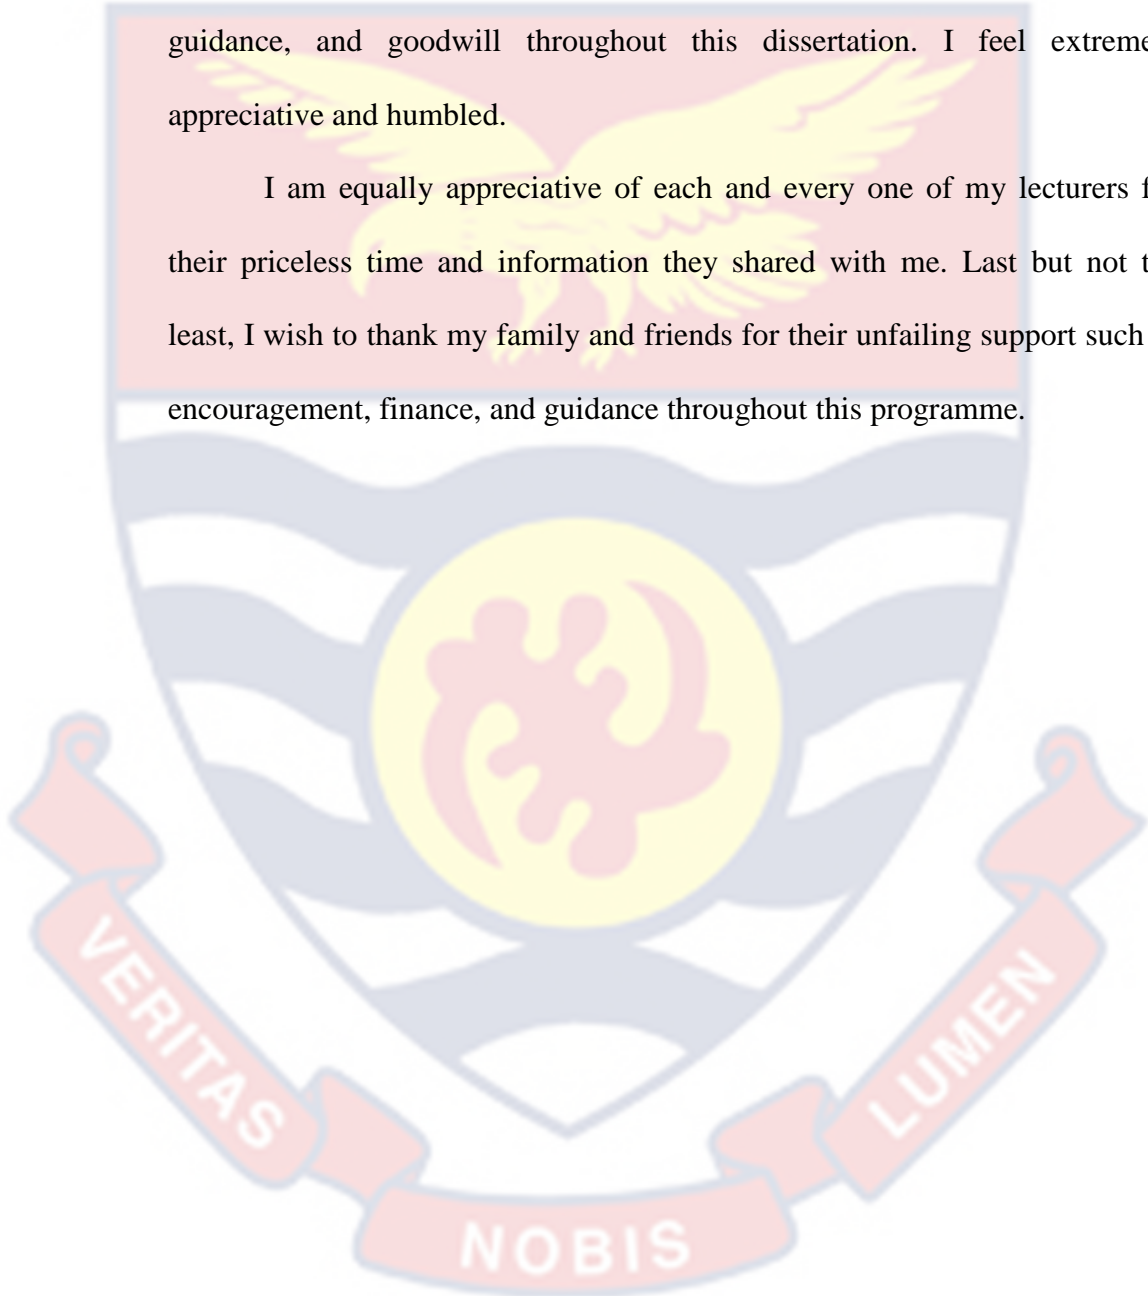 guidance, and goodwill throughout this dissertation. I feel extreme
appreciative and humbled.
I am equally appreciative of each and every one of my lecturers f
their priceless time and information they shared with me. Last but not t
least, I wish to thank my family and friends for their unfailing support such
encouragement, finance, and guidance throughout this programme.
VERITAS
NOBIS
LUMEN